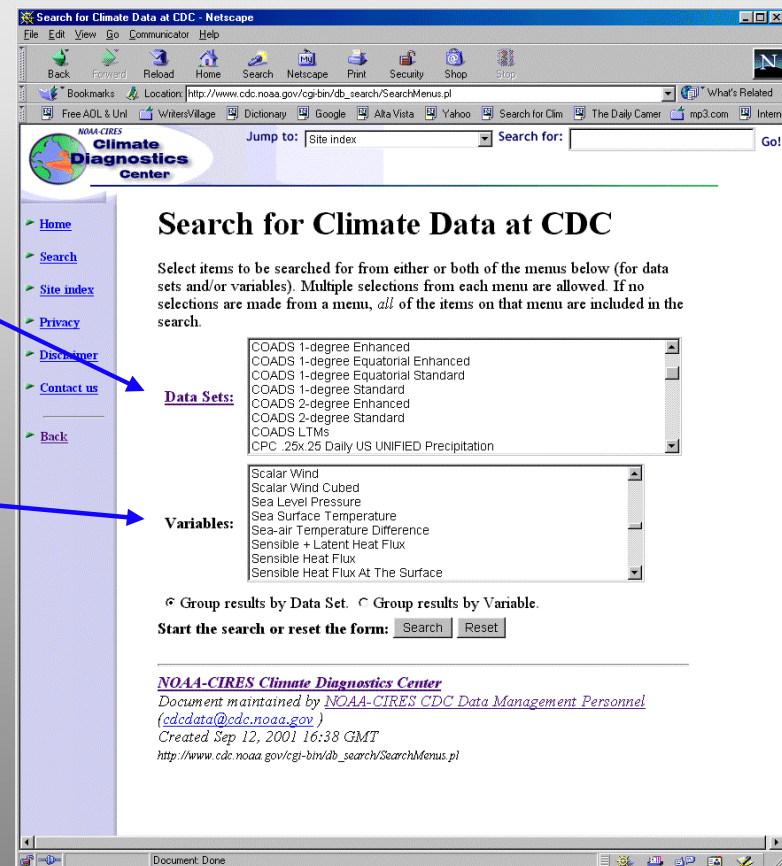 Search for Climate Data at CDC - Netscape
File Edit View Go Communicator Help
Back Forward Reload Home Search Netscape Print Security Shop Stop
My
N
Bookmarks Location: http://www.cdc.noaa.gov/cgi-bin/db_search/SearchMenus.pl What's Related
Free AOL & Unl WritersVillage Dictionary Google AltaVista Yahoo Search for Clim The Daily Camer mp3.com Intern
NOAA-CIRES
Climate
Diagnostics
Center
Jump to: Site index Search for: Go!
Home
Search
Site index
Privacy
Disclaimer
Contact us
Back
Search for Climate Data at CDC
Select items to be searched for from either or both of the menus below (for data
sets and/or variables). Multiple selections from each menu are allowed. If no
selections are made from a menu, all of the items on that menu are included in the
search.
Data Sets:
COADS 1-degree Enhanced
COADS 1-degree Equatorial Enhanced
COADS 1-degree Equatorial Standard
COADS 1-degree Standard
COADS 2-degree Enhanced
COADS 2-degree Standard
COADS LTMs
CPC .25x.25 Daily US UNIFIED Precipitation
Variables:
Scalar Wind
Scalar Wind Cubed
Sea Level Pressure
Sea Surface Temperature
Sea-air Temperature Difference
Sensible + Latent Heat Flux
Sensible Heat Flux
Sensible Heat Flux At The Surface
Group results by Data Set. Group results by Variable.
Start the search or reset the form: Search Reset
NOAA-CIRES Climate Diagnostics Center
Document maintained by NOAA-CIRES CDC Data Management Personnel
(cdcdata@cdc.noaa.gov )
Created Sep 12, 2001 16:38 GMT
http://www.cdc.noaa.gov/cgi-bin/db_search/SearchMenus.pl
Document: Done